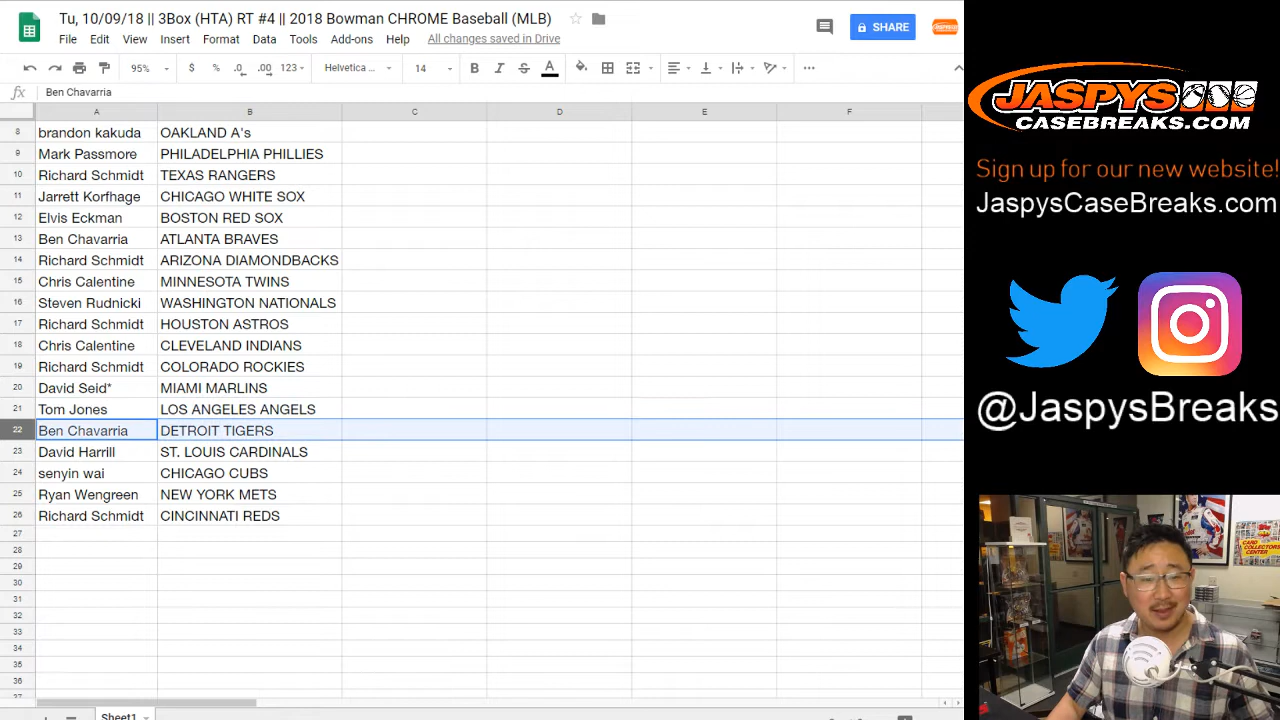 Tu, 10/09/18 || 3Box (HTA) RT #4 || 2018 Bowman CHROME Baseball (MLB)
File Edit View Insert Format Data Tools Add-ons Help All changes saved in Drive
SHARE
95% $ % .0 .00 123 Helvetica ... 14 B I S A ...
fx Ben Chavarria
A B C D E F
8 brandon kakuda OAKLAND A's
9 Mark Passmore PHILADELPHIA PHILLIES
10 Richard Schmidt TEXAS RANGERS
11 Jarrett Korfhage CHICAGO WHITE SOX
12 Elvis Eckman BOSTON RED SOX
13 Ben Chavarria ATLANTA BRAVES
14 Richard Schmidt ARIZONA DIAMONDBACKS
15 Chris Calentine MINNESOTA TWINS
16 Steven Rudnicki WASHINGTON NATIONALS
17 Richard Schmidt HOUSTON ASTROS
18 Chris Calentine CLEVELAND INDIANS
19 Richard Schmidt COLORADO ROCKIES
20 David Seid* MIAMI MARLINS
21 Tom Jones LOS ANGELES ANGELS
22 Ben Chavarria DETROIT TIGERS
23 David Harrill ST. LOUIS CARDINALS
24 senyin wai CHICAGO CUBS
25 Ryan Wengreen NEW YORK METS
26 Richard Schmidt CINCINNATI REDS
27
28
29
30
31
32
33
34
35
36
37
Sheet1
JASPYS
CASEBREAKS.COM
Sign up for our new website!
JaspysCaseBreaks.com
@JaspysBreaks
CARD
COLLECTORS
CENTER